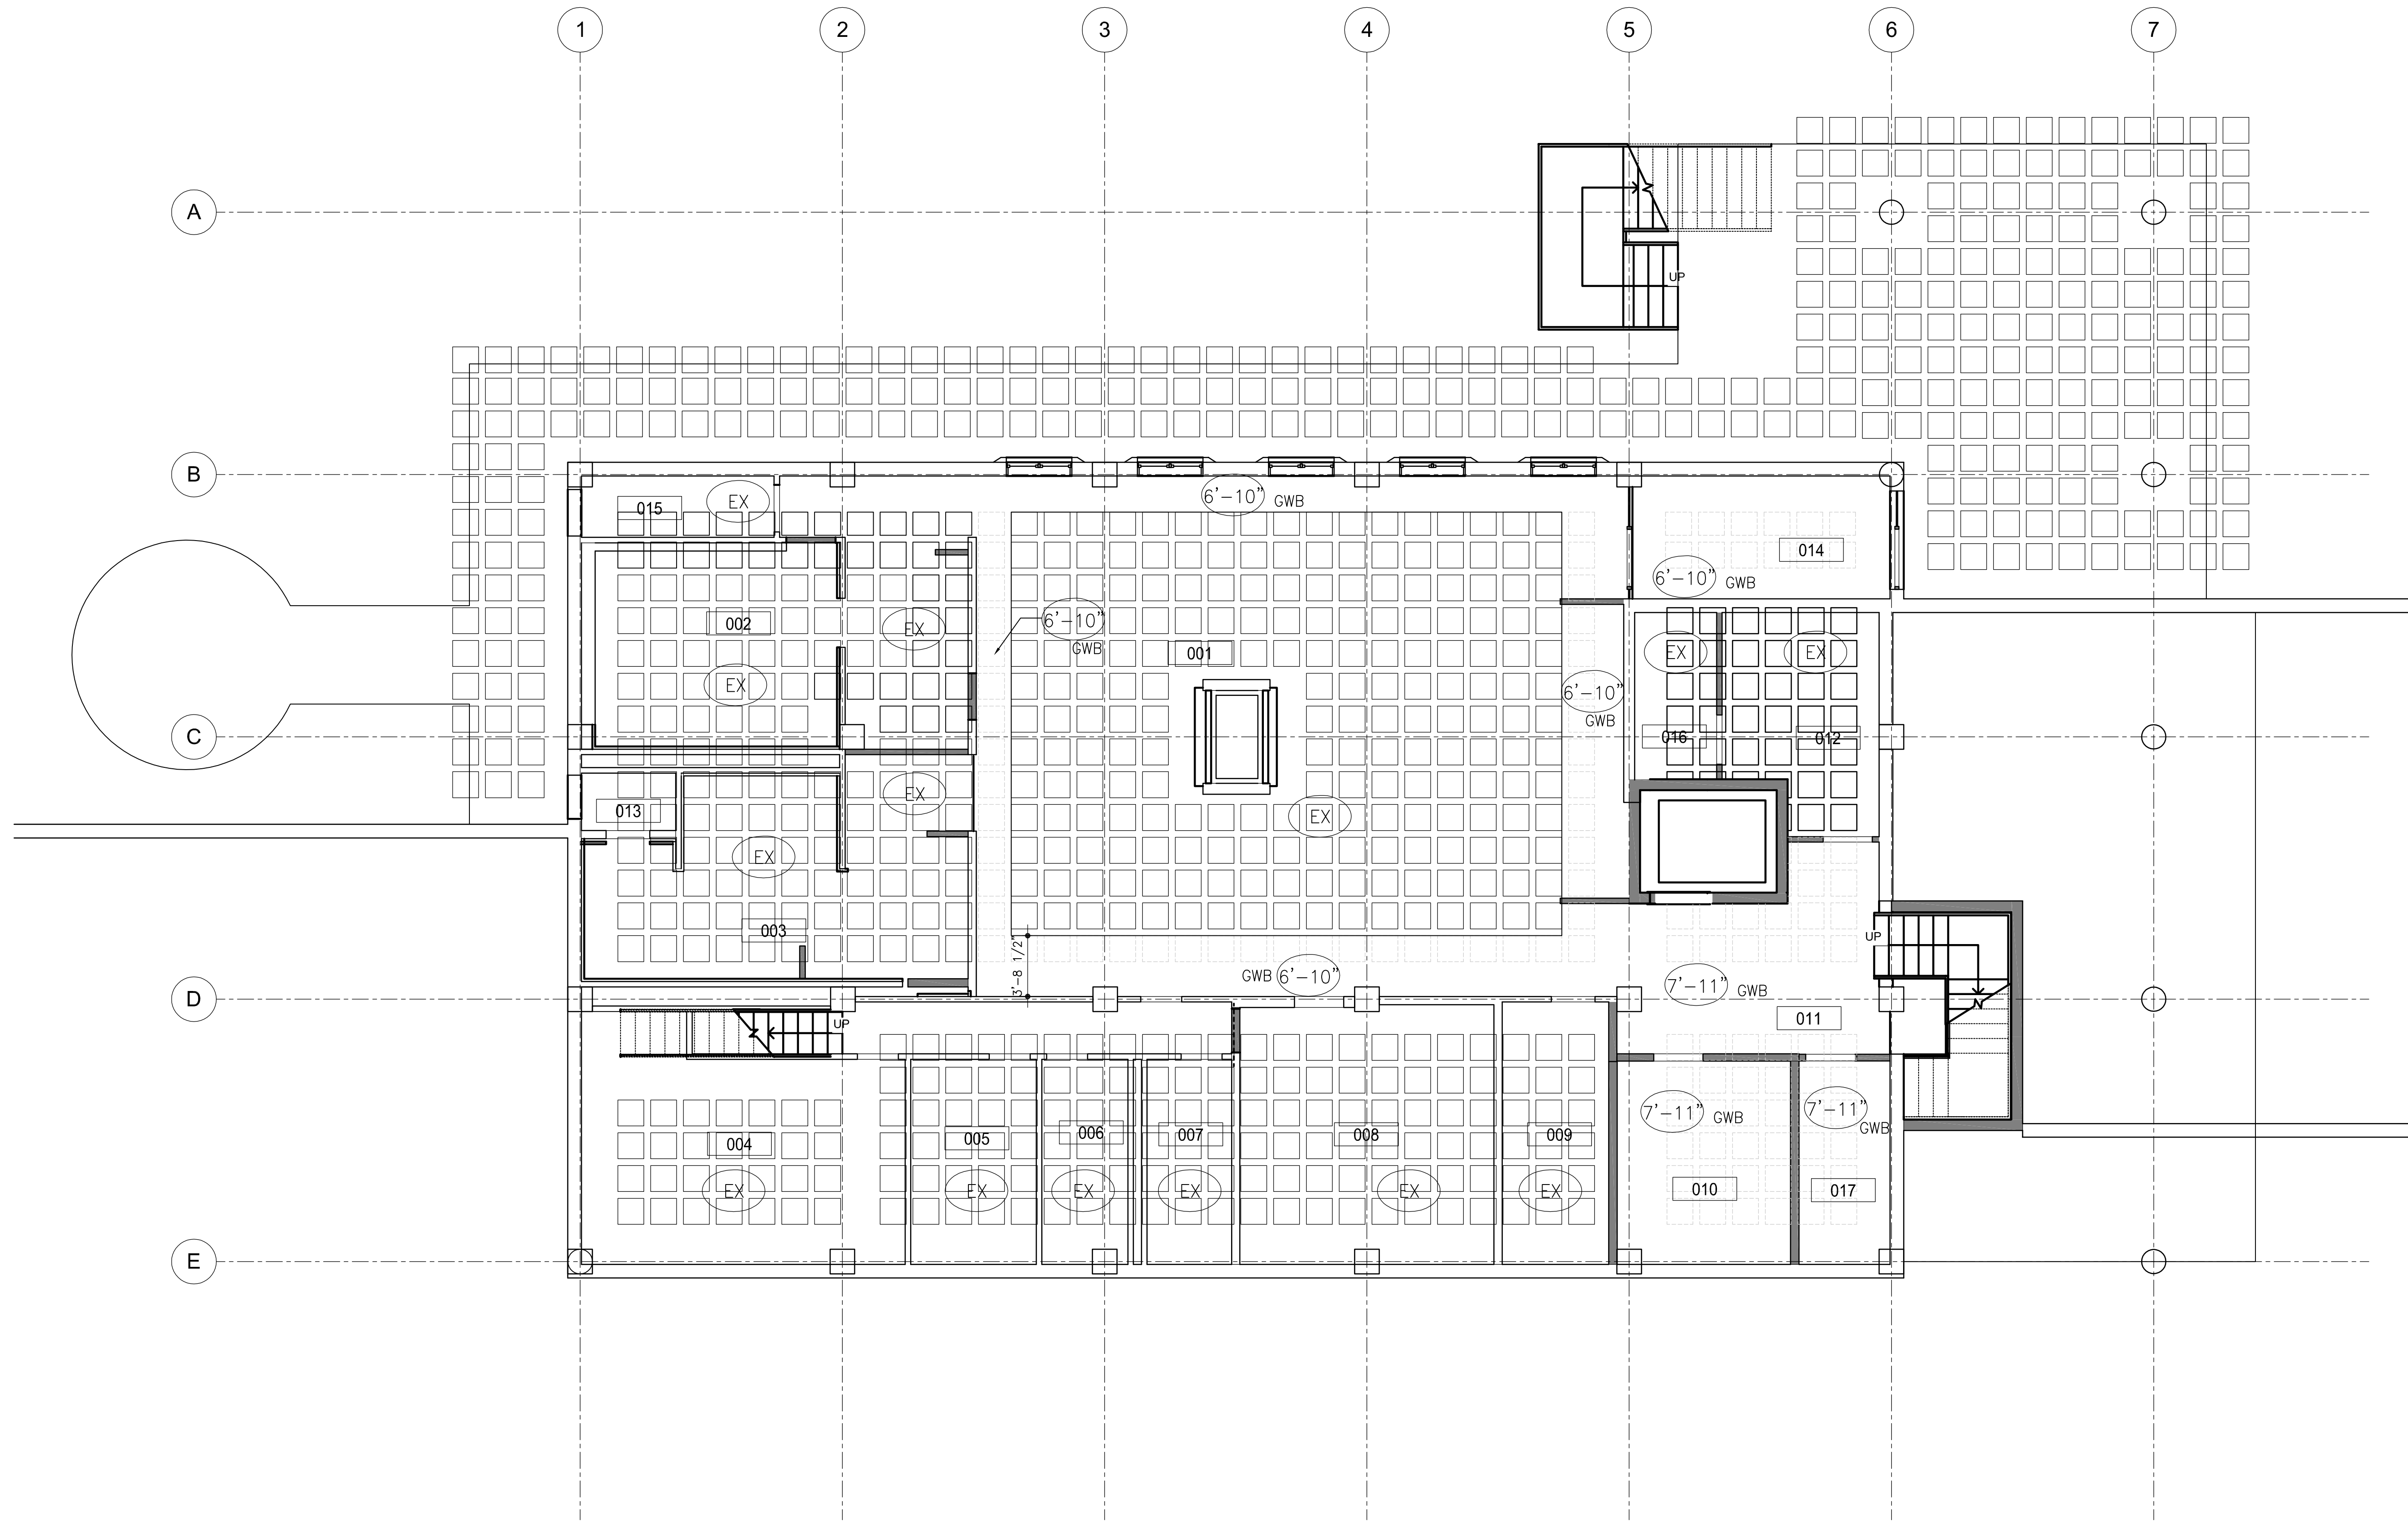 1 2 3 4 5 6 7
A
UP
B
6'-10" GWB
015 EX
014
6'-10" GWB
002 EX
6'-10"
GWB
001
EX EX
EX
6'-10"
GWB
C
016 012
EX
013
EX
EX
003
UP
3'-8 1/2"
GWB 6'-10"
7'-11" GWB
D
011
UP
7'-11" GWB
7'-11"
GWB
004 005 006 007 008 009
010 017
EX EX EX EX EX EX
E